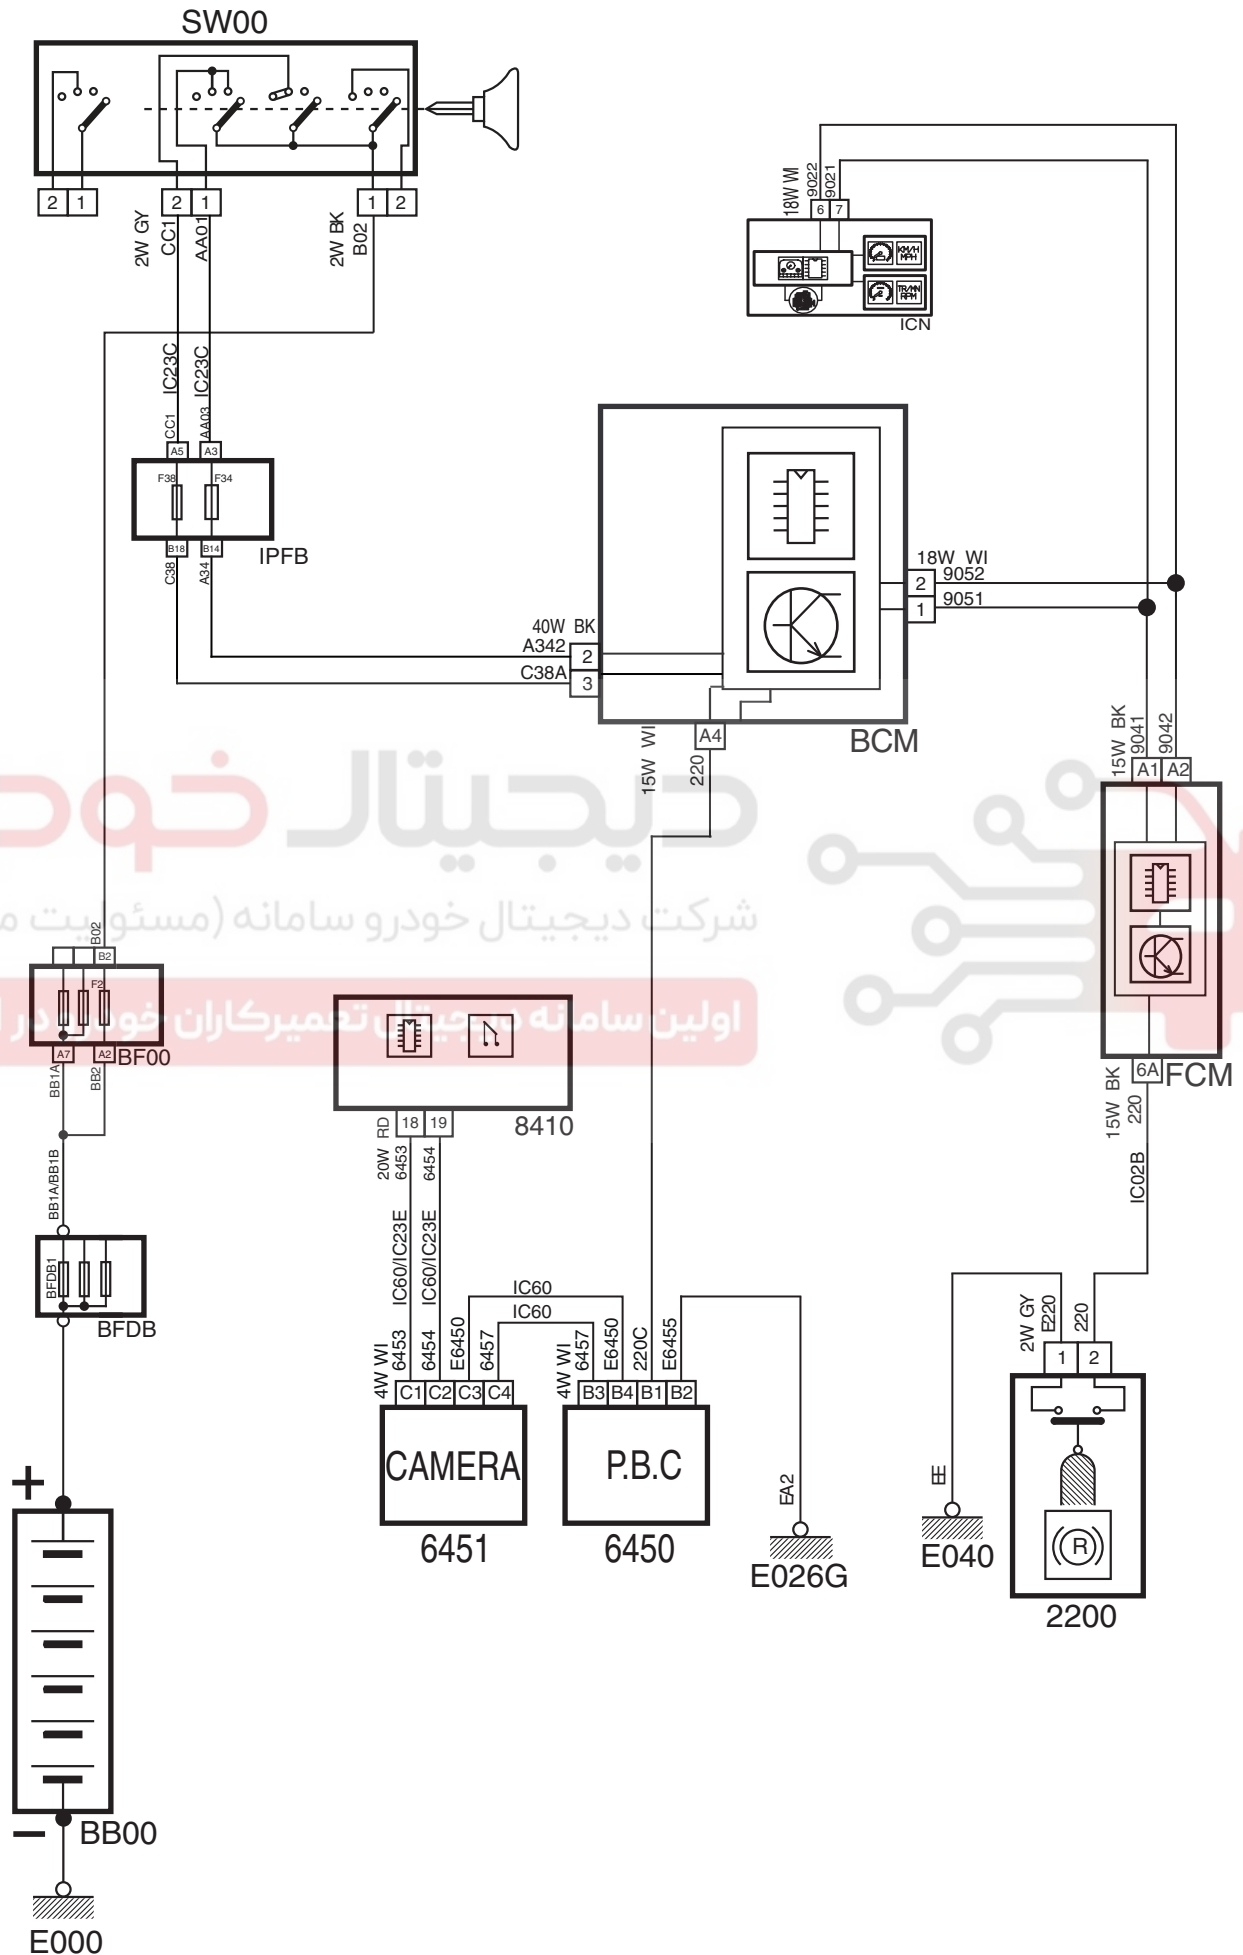 SW00
2 1
2 1
1 2
2W GY
CC1
AA01
2W BK
B02
18W WI
9022
9021
6 7
KM/H
MPH
TR/MN
RPM
ICN
IC23C
IC23C
CC1
AA03
A5 A3
F38 F34
B18 B14
IPFB
C38
A34
40W BK
A342
2
C38A
3
18W WI
2 9052
1 9051
BCM
15W WI
A4
220
15W BK
9041
9042
A1 A2
دیجیتال خود
شرکت دیجیتال خودرو سامانه (مسئولیت م
اولین سامانه دیجیتال تعمیرکاران خودرو در ا
B02
B2
F2
A7 A2
BF00
BB1A
BB2
BB1A/BB1B
BFDB1
BFDB
8410
18 19
20W RD
6453
6454
IC60/IC23E
IC60/IC23E
6A
FCM
15W BK
220
IC02B
IC60
IC60
4W WI
6453
6454
E6450
6457
4W WI
6457
E6450
220C
E6455
C1 C2 C3 C4
B3 B4 B1 B2
CAMERA
6451
P.B.C
6450
EA2
E026G
EE
E040
2W GY
E220
220
1 2
R
2200
+
−
BB00
E000